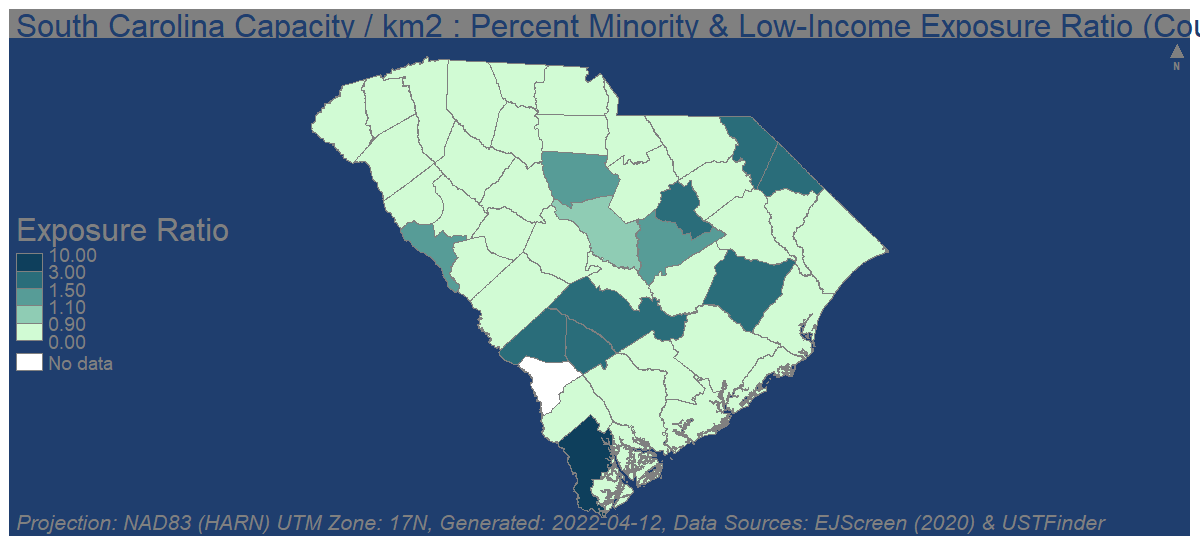 South Carolina Capacity / km2 : Percent Minority & Low-Income Exposure Ratio (Cou
N
Exposure Ratio
10.00
3.00
1.50
1.10
0.90
0.00
No data
Projection: NAD83 (HARN) UTM Zone: 17N, Generated: 2022-04-12, Data Sources: EJScreen (2020) & USTFinder